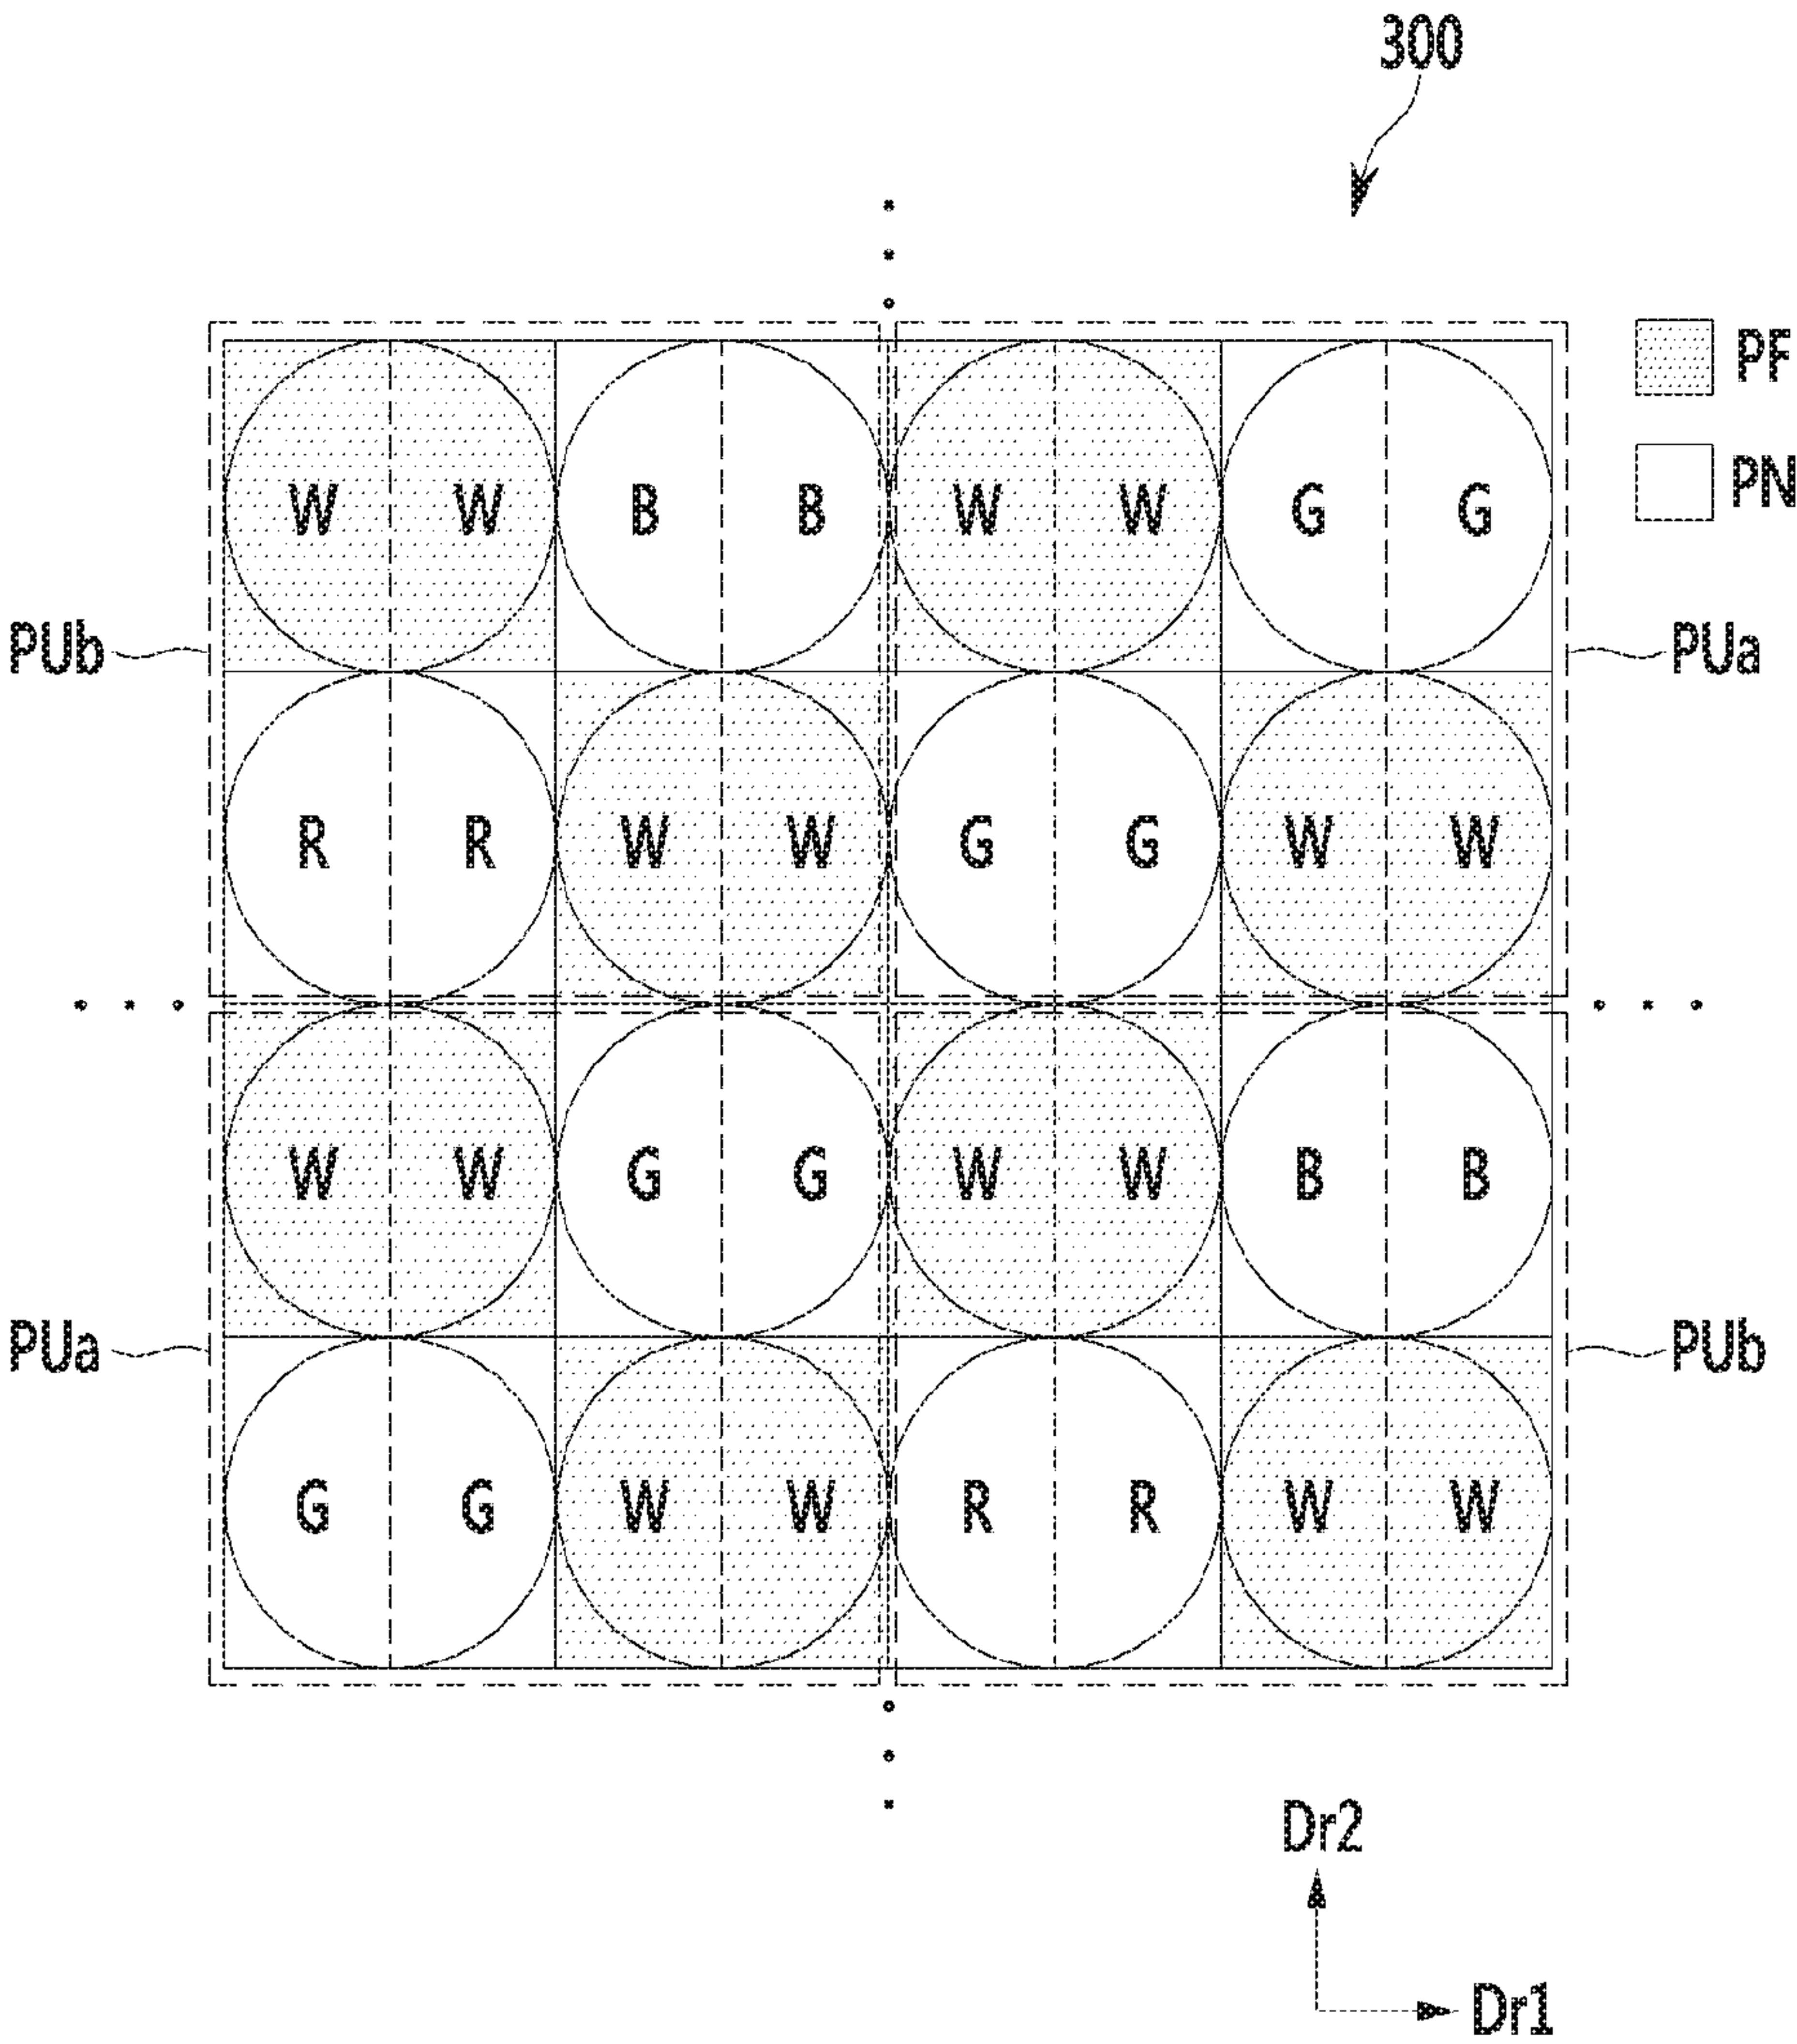 300
PF
W W B B W W G G
PN
PUb
PUa
R R W W G G W W
W W G G W W B B
PUa
PUb
G G W W R R W W
Dr2
Dr1